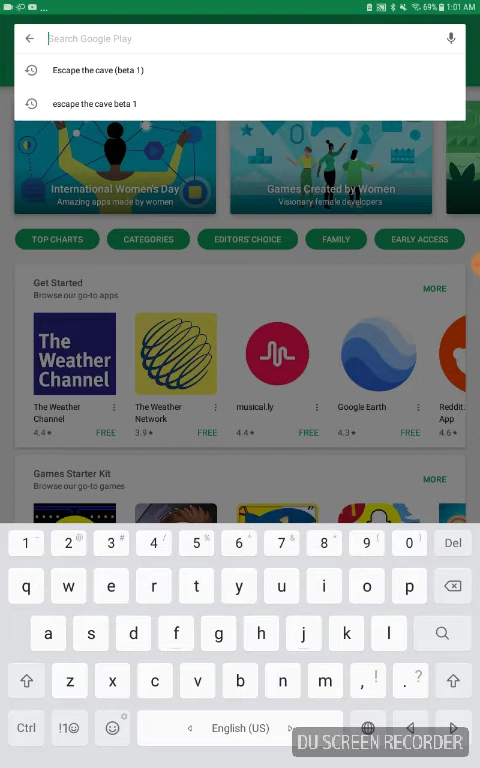 69% 1:01 AM
Search Google Play
Escape the cave (beta 1)
escape the cave beta 1
International Women's Day
Amazing apps made by women
Games Created by Women
Visionary female developers
TOP CHARTS CATEGORIES EDITORS' CHOICE FAMILY EARLY ACCESS
Get Started
Browse our go-to apps
MORE
The Weather Channel
The Weather Channel
4.4★ FREE
The Weather Network
3.9★ FREE
musical.ly
4.4★ FREE
Google Earth
4.3★ FREE
Reddit
App
4.6★
Games Starter Kit
Browse our go-to games
MORE
1 2 @ 3 # 4 / 5 % 6 ^ 7 & 8 * 9 ( 0 ) Del
q w e r t y u i o p
a s d f g h j k l
z x c v b n m , ! . ?
Ctrl !1☺ English (US)
DU SCREEN RECORDER